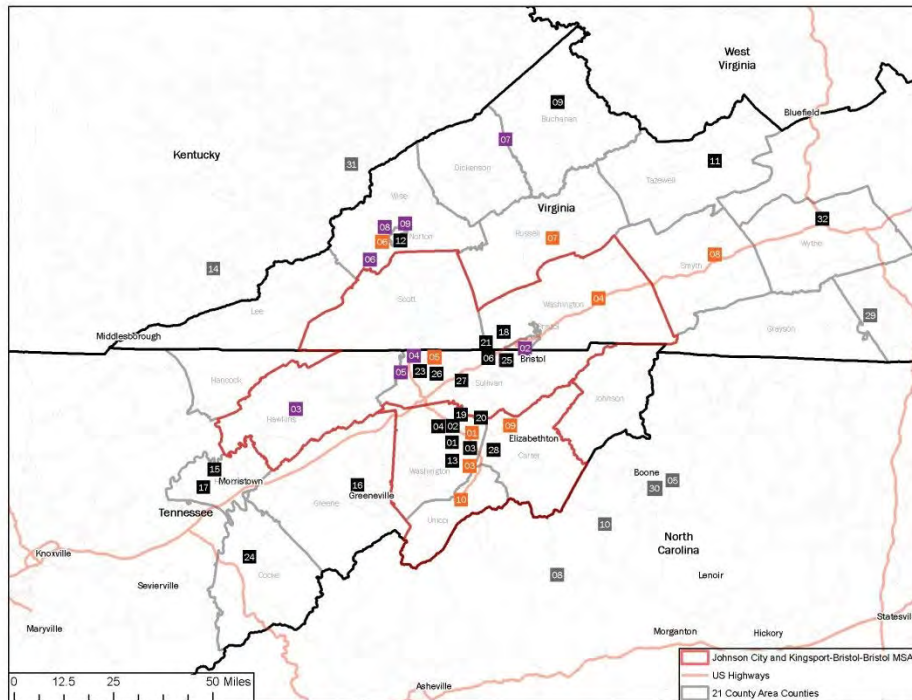 West
Virginia
09
Buchanan
Bluefield
07
Kentucky
31
Dickenson
11
Tazewell
Wise
Virginia
32
08
09
Russell
07
Wythe
06
12
Norton
08
Smyth
06
14
Scott
Washington
04
29
Lee
18
Grayson
Middlesborough
21
02
04
05
06
25
Bristol
Hancock
05
23
26
Sullivan
27
Johnson
03
Hawkins
19
20
04
02
01
09
Elizabethton
01
03
28
Carter
15
13
Washington
03
Boone
05
Morristown
17
16
30
Greeneville
10
Tennessee
Greene
Unicoi
10
North
Carolina
Knoxville
24
Cocke
08
Lenoir
Sevierville
Statesvil
Maryville
Morganton
Hickory
Johnson City and Kingsport-Bristol-Bristol MSA
US Highways
21 County Area Counties
0 12.5 25 50 Miles
Asheville